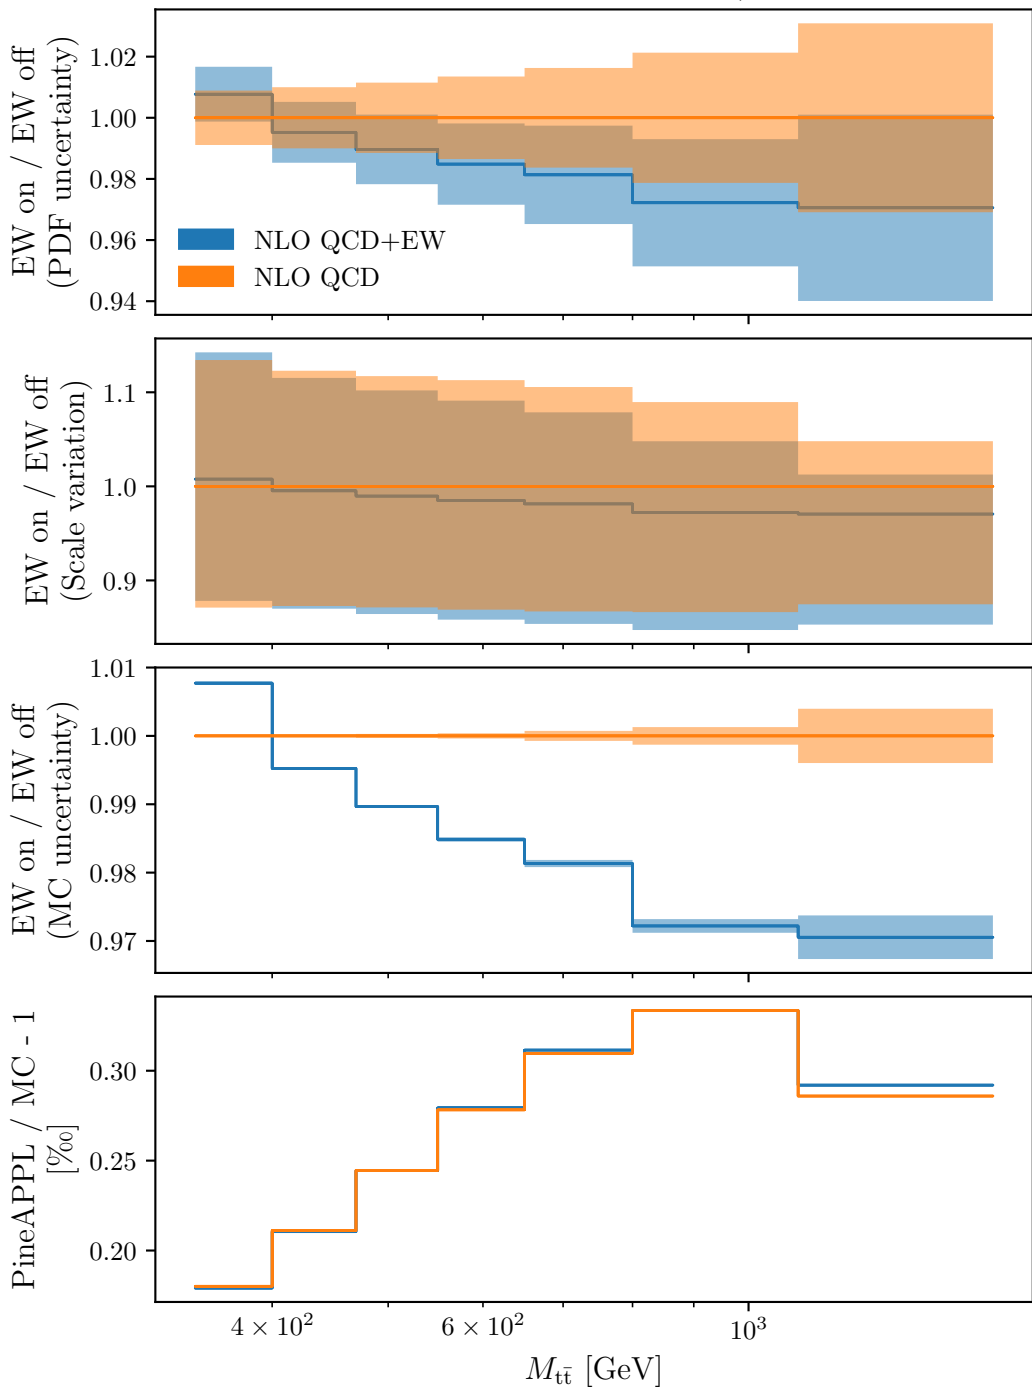 EW on / EW off
(PDF uncertainty)
1.02
1.00
0.98
0.96
0.94
NLO QCD+EW
NLO QCD
EW on / EW off
(Scale variation)
1.1
1.0
0.9
EW on / EW off
(MC uncertainty)
1.01
1.00
0.99
0.98
0.97
PineAPPL / MC - 1
[‰]
0.30
0.25
0.20
4 × 10²
6 × 10²
10³
M_{tt̄} [GeV]